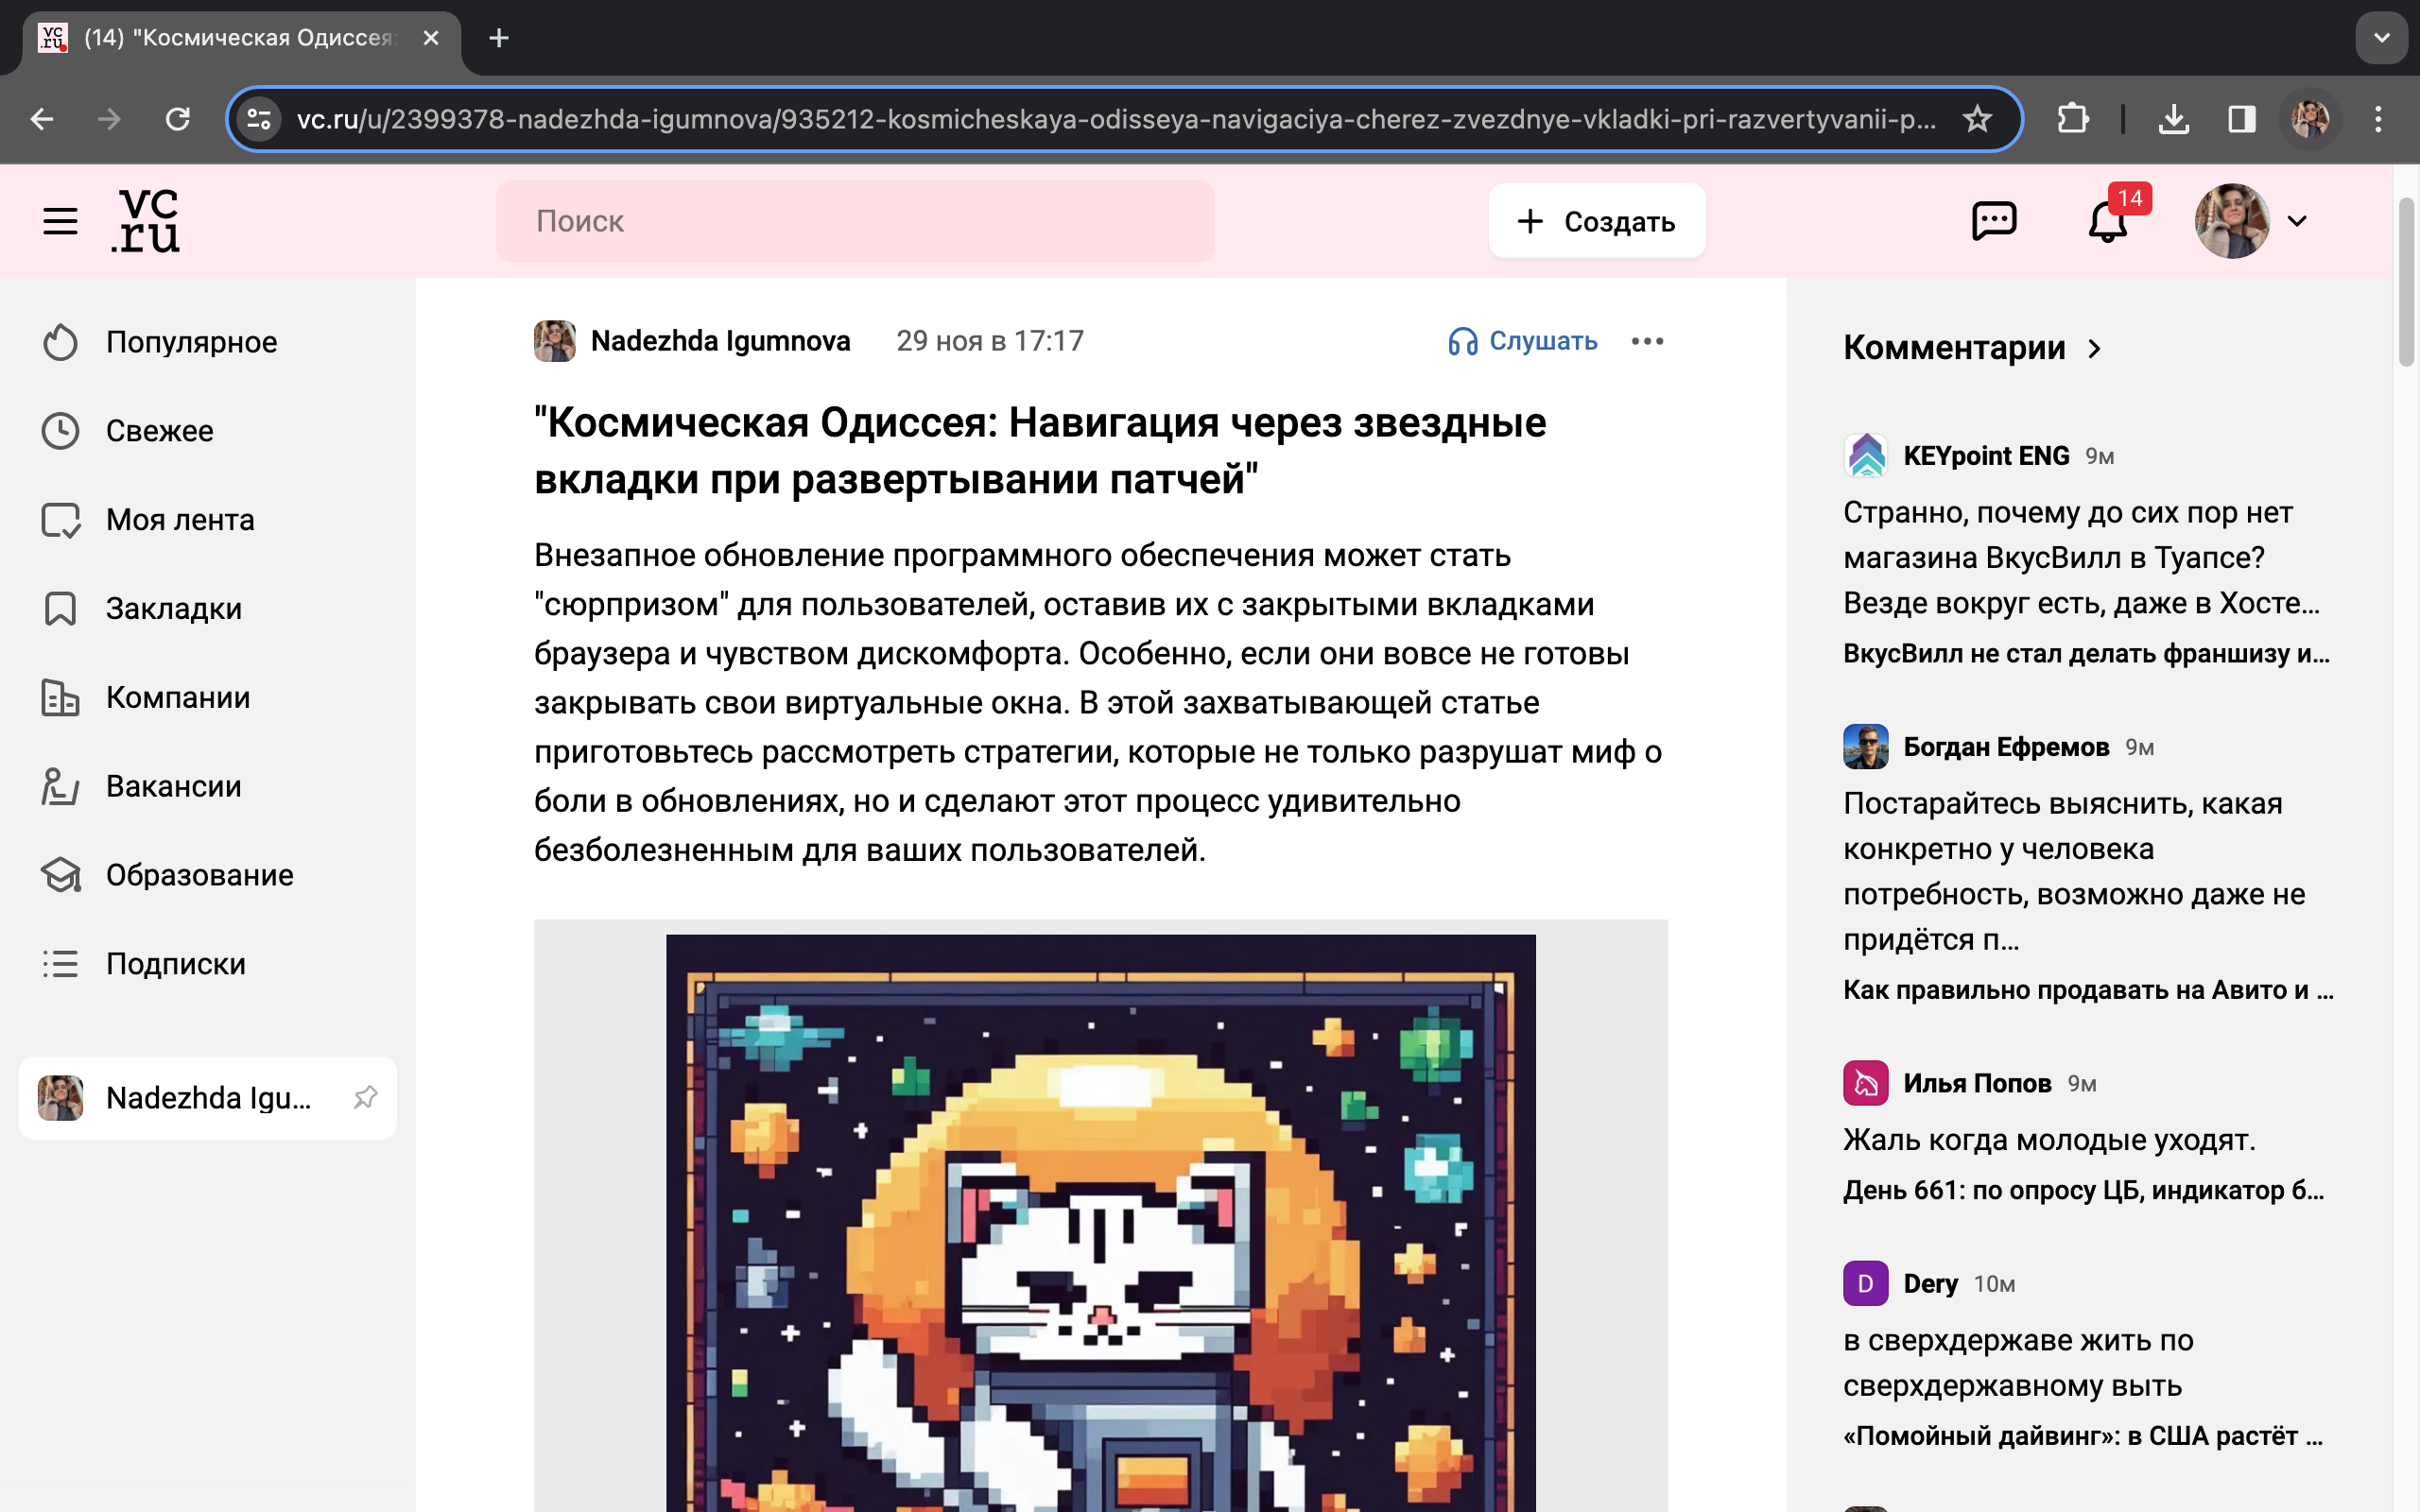 vc
.ru
(14) "Космическая Одиссея:
vc.ru/u/2399378-nadezhda-igumnova/935212-kosmicheskaya-odisseya-navigaciya-cherez-zvezdnye-vkladki-pri-razvertyvanii-p...
vc
.ru
Поиск
Создать
14
Популярное
Свежее
Моя лента
Закладки
Компании
Вакансии
Образование
Подписки
Nadezhda Igu...
Nadezhda Igumnova 29 ноя в 17:17
Слушать
"Космическая Одиссея: Навигация через звездные
вкладки при развертывании патчей"
Внезапное обновление программного обеспечения может стать
"сюрпризом" для пользователей, оставив их с закрытыми вкладками
браузера и чувством дискомфорта. Особенно, если они вовсе не готовы
закрывать свои виртуальные окна. В этой захватывающей статье
приготовьтесь рассмотреть стратегии, которые не только разрушат миф о
боли в обновлениях, но и сделают этот процесс удивительно
безболезненным для ваших пользователей.
Комментарии
KEYpoint ENG 9м
Странно, почему до сих пор нет
магазина ВкусВилл в Туапсе?
Везде вокруг есть, даже в Хосте...
ВкусВилл не стал делать франшизу и...
Богдан Ефремов 9м
Постарайтесь выяснить, какая
конкретно у человека
потребность, возможно даже не
придётся п...
Как правильно продавать на Авито и ...
Илья Попов 9м
Жаль когда молодые уходят.
День 661: по опросу ЦБ, индикатор б...
D
Dery 10м
в сверхдержаве жить по
сверхдержавному выть
«Помойный дайвинг»: в США растёт ...